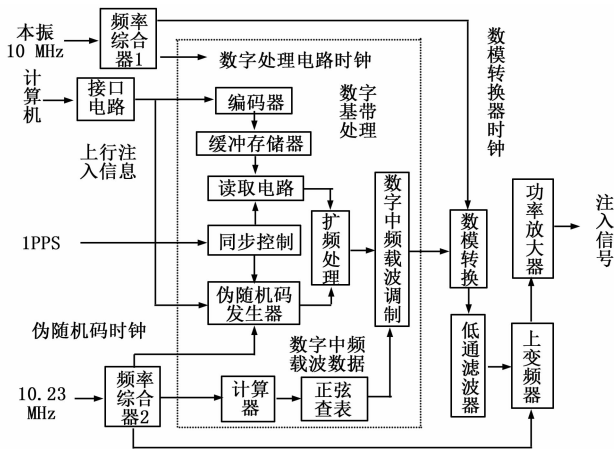 本振
10 MHz
频率
综合
器1
数字处理电路时钟
数模转换器时钟
计算机
接口
电路
编码器
数字
基带
处理
缓冲存储器
上行注
入信息
读取电路
1PPS
同步控制
扩频处理
数字中频载波调制
数模转换
功率放大器
注入信号
伪随机码
发生器
伪随机码时钟
数字中频
载波数据
低通滤波器
上变频器
10.23
MHz
频率
综合
器2
计算
器
正弦
查表